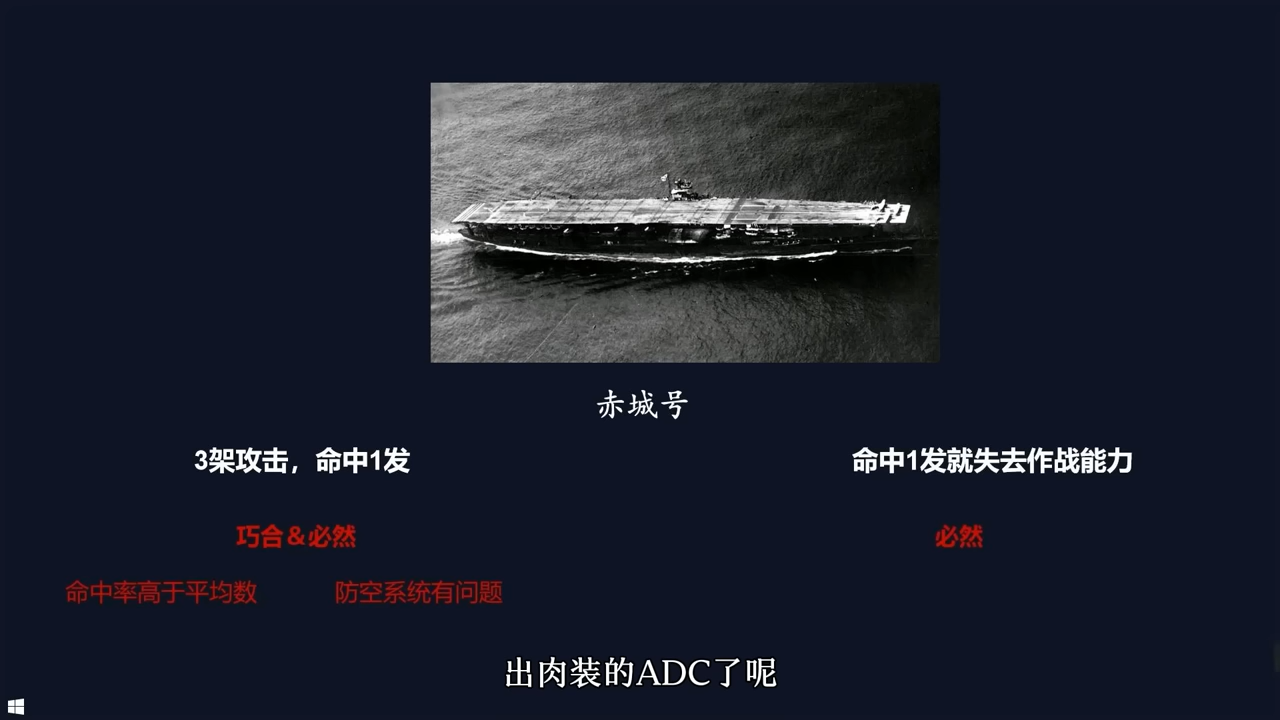 赤城号
3架攻击，命中1发
命中1发就失去作战能力
巧合＆必然
必然
命中率高于平均数
防空系统有问题
出肉装的ADC了呢